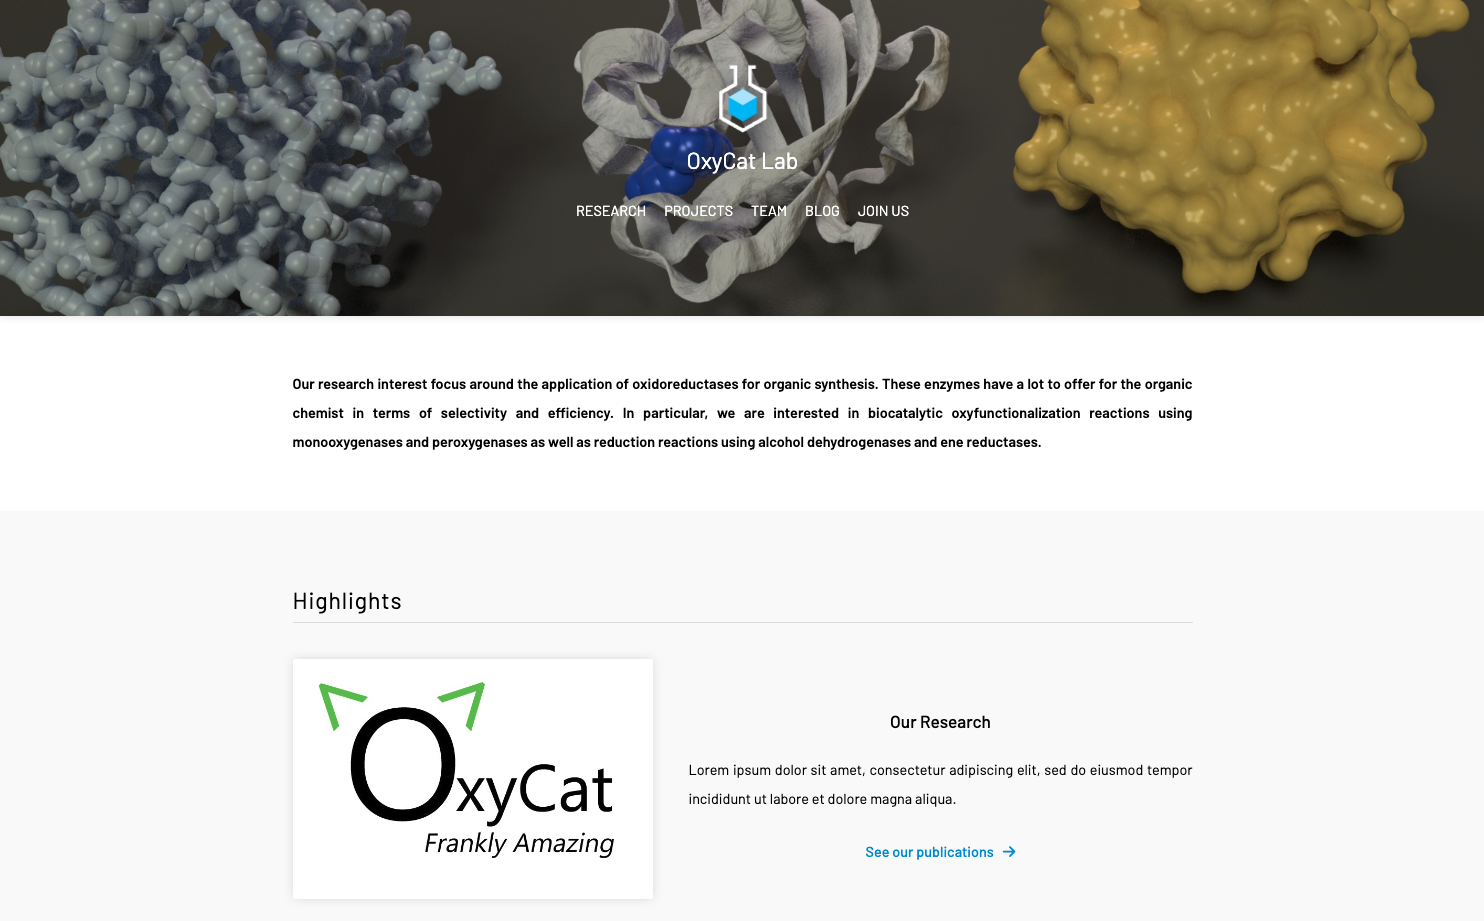 OxyCat Lab
RESEARCH PROJECTS TEAM BLOG JOIN US
Our research interest focus around the application of oxidoreductases for organic synthesis. These enzymes have a lot to offer for the organic
chemist in terms of selectivity and efficiency. In particular, we are interested in biocatalytic oxyfunctionalization reactions using
monooxygenases and peroxygenases as well as reduction reactions using alcohol dehydrogenases and ene reductases.
Highlights
OxyCat
Frankly Amazing
Our Research
Lorem ipsum dolor sit amet, consectetur adipiscing elit, sed do eiusmod tempor
incididunt ut labore et dolore magna aliqua.
See our publications →